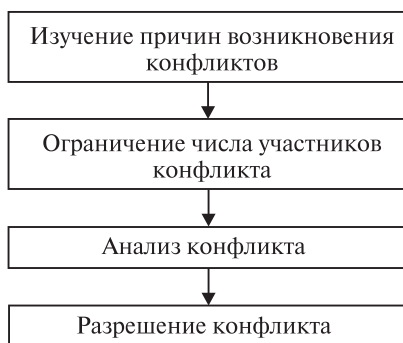 Изучение причин возникновения
конфликтов
Ограничение числа участников
конфликта
Анализ конфликта
Разрешение конфликта